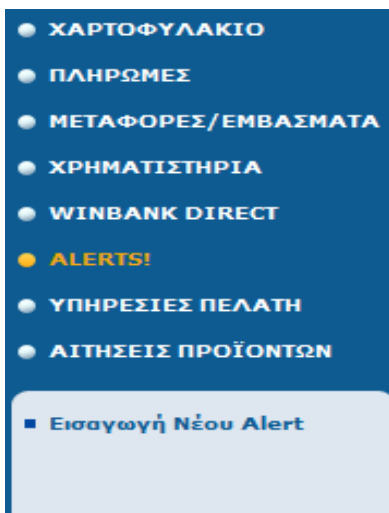 ΧΑΡΤΟΦΥΛΑΚΙΟ
ΠΛΗΡΩΜΕΣ
ΜΕΤΑΦΟΡΕΣ/ΕΜΒΑΣΜΑΤΑ
ΧΡΗΜΑΤΙΣΤΗΡΙΑ
WINBANK DIRECT
ALERTS!
ΥΠΗΡΕΣΙΕΣ ΠΕΛΑΤΗ
ΑΙΤΗΣΕΙΣ ΠΡΟΪΟΝΤΩΝ
Εισαγωγή Νέου Alert